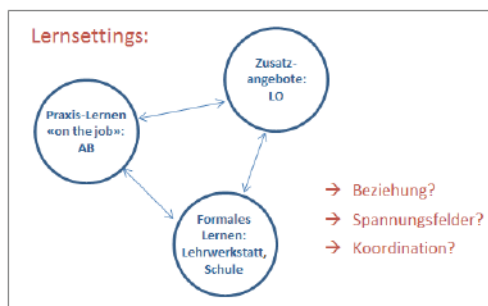 Lernsettings:
Zusatz-
angebote:
LO
Praxis-Lernen
«on the job»:
AB
Formales
Lernen:
Lehrwerkstatt,
Schule
→ Beziehung?
→ Spannungsfelder?
→ Koordination?